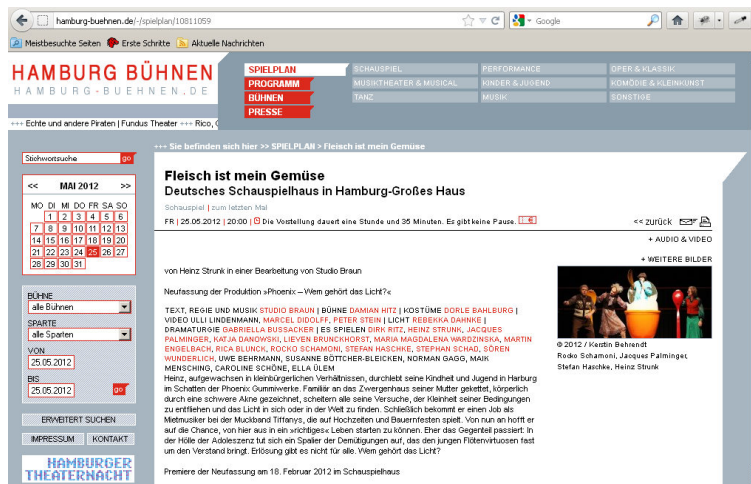 hamburg-buehnen.de/-/spielplan/10811059
Google
Meistbesuchte Seiten Erste Schritte Aktuelle Nachrichten
HAMBURG BÜHNEN
HAMBURG-BUEHNEN.DE
SPIELPLAN
PROGRAMM
BÜHNEN
PRESSE
SCHAUSPIEL PERFORMANCE OPER & KLASSIK
MUSIKTHEATER & MUSICAL KINDER & JUGEND KOMÖDIE & KLEINKUNST
TANZ MUSIK SONSTIGE
+++ Echte und andere Piraten | Fundus Theater +++ Rico,
+++ Sie befinden sich hier >> SPIELPLAN > Fleisch ist mein Gemüse
Stichwortsuche go
<< MAI 2012 >>
MO DI MI DO FR SA SO
1 2 3 4 5 6
7 8 9 10 11 12 13
14 15 16 17 18 19 20
21 22 23 24 25 26 27
28 29 30 31
BÜHNE
alle Bühnen
SPARTE
alle Sparten
VON
25.05.2012
BIS
25.05.2012 go
ERWEITERT SUCHEN
IMPRESSUM KONTAKT
HAMBURGER
THEATERNACHT
Fleisch ist mein Gemüse
Deutsches Schauspielhaus in Hamburg-Großes Haus
Schauspiel | zum letzten Mal
FR | 25.05.2012 | 20:00 | Die Vorstellung dauert eine Stunde und 35 Minuten. Es gibt keine Pause. €
<< zurück
+ AUDIO & VIDEO
+ WEITERE BILDER
von Heinz Strunk in einer Bearbeitung von Studio Braun
Neufassung der Produktion »Phoenix – Wem gehört das Licht?«
TEXT, REGIE UND MUSIK STUDIO BRAUN | BÜHNE DAMIAN HITZ | KOSTÜME DORLE BAHLBURG |
VIDEO ULLI LINDENMANN, MARCEL DIDOLFF, PETER STEIN | LICHT REBEKKA DAHNKE |
DRAMATURGIE GABRIELLA BUSSACKER | ES SPIELEN DIRK RITZ, HEINZ STRUNK, JACQUES
PALMINGER, KATJA DANOWSKI, LIEVEN BRUNCKHORST, MARIA MAGDALENA WARDZINSKA, MARTIN
ENGELBACH, RICA BLUNCK, ROCKO SCHAMONI, STEFAN HASCHKE, STEPHAN SCHAD, SÖREN
WUNDERLICH, UWE BEHRMANN, SUSANNE BÖTTCHER-BLEICKEN, NORMAN GAGG, MAIK
MENSCHING, CAROLINE SCHÖNE, ELLA ÜLEM
Heinz, aufgewachsen in kleinbürgerlichen Verhältnissen, durchlebt seine Kindheit und Jugend in Harburg
im Schatten der Phoenix Gummiwerke. Familiär an das Zwergenhaus seiner Mutter gekettet, körperlich
durch eine schwere Akne gezeichnet, scheitern alle seine Versuche, der Kleinheit seiner Bedingungen
zu entfliehen und das Licht in sich oder in der Welt zu finden. Schließlich bekommt er einen Job als
Mietmusiker bei der Muckband Tiffanys, die auf Hochzeiten und Bauernfesten spielt. Von nun an hofft er
auf die Chance, von hier aus in ein »richtiges« Leben starten zu können. Eher das Gegenteil passiert: In
der Hölle der Adoleszenz tut sich ein Spalier der Demütigungen auf, das den jungen Flötenvirtuosen fast
um den Verstand bringt. Erlösung gibt es nicht für alle. Wem gehört das Licht?
Premiere der Neufassung am 18. Februar 2012 im Schauspielhaus
© 2012 / Kerstin Behrendt
Rocko Schamoni, Jacques Palminger,
Stefan Haschke, Heinz Strunk